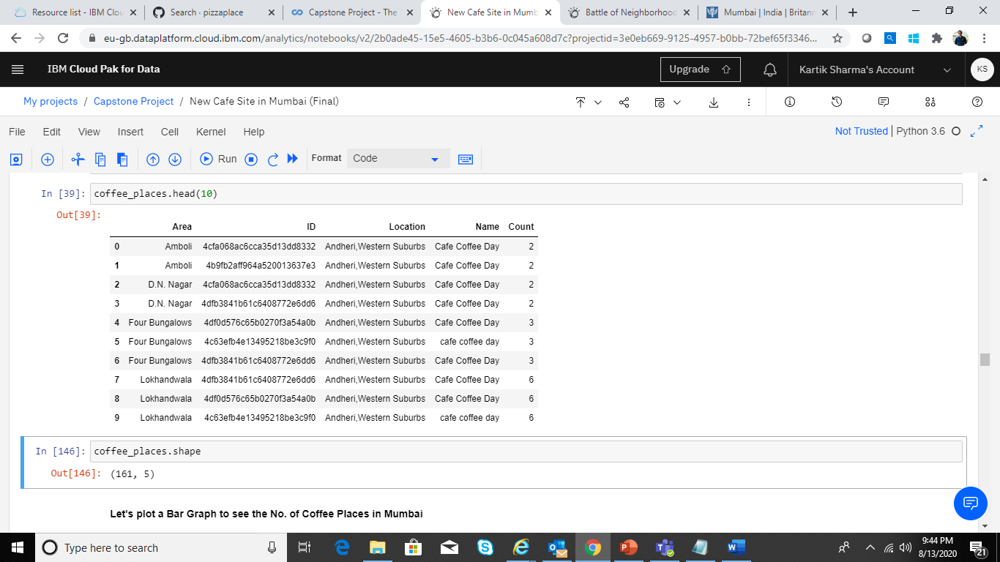 Resource list - IBM Clou
Search · pizzaplace
Capstone Project - The
New Cafe Site in Mumb
Battle of Neighborhood
Mumbai | India | Britann
eu-gb.dataplatform.cloud.ibm.com/analytics/notebooks/v2/2b0ade45-15e5-4605-b3b6-0c045a608d7c?projectid=3e0eb669-9125-4957-b0bb-72bef65f3346...
IBM Cloud Pak for Data
Upgrade
Kartik Sharma's Account
KS
My projects / Capstone Project / New Cafe Site in Mumbai (Final)
File Edit View Insert Cell Kernel Help
Not Trusted | Python 3.6
Run
Format
Code
In [39]: coffee_places.head(10)
Out[39]:
Area ID Location Name Count
0 Amboli 4cfa068ac6cca35d13dd8332 Andheri,Western Suburbs Cafe Coffee Day 2
1 Amboli 4b9fb2aff964a520013637e3 Andheri,Western Suburbs Cafe Coffee Day 2
2 D.N. Nagar 4cfa068ac6cca35d13dd8332 Andheri,Western Suburbs Cafe Coffee Day 2
3 D.N. Nagar 4dfb3841b61c6408772e6dd6 Andheri,Western Suburbs Cafe Coffee Day 2
4 Four Bungalows 4df0d576c65b0270f3a54a0b Andheri,Western Suburbs Cafe Coffee Day 3
5 Four Bungalows 4c63efb4e13495218be3c9f0 Andheri,Western Suburbs cafe coffee day 3
6 Four Bungalows 4dfb3841b61c6408772e6dd6 Andheri,Western Suburbs Cafe Coffee Day 3
7 Lokhandwala 4dfb3841b61c6408772e6dd6 Andheri,Western Suburbs Cafe Coffee Day 6
8 Lokhandwala 4df0d576c65b0270f3a54a0b Andheri,Western Suburbs Cafe Coffee Day 6
9 Lokhandwala 4c63efb4e13495218be3c9f0 Andheri,Western Suburbs cafe coffee day 6
In [146]: coffee_places.shape
Out[146]: (161, 5)
Let's plot a Bar Graph to see the No. of Coffee Places in Mumbai
Type here to search
9:44 PM
8/13/2020
21